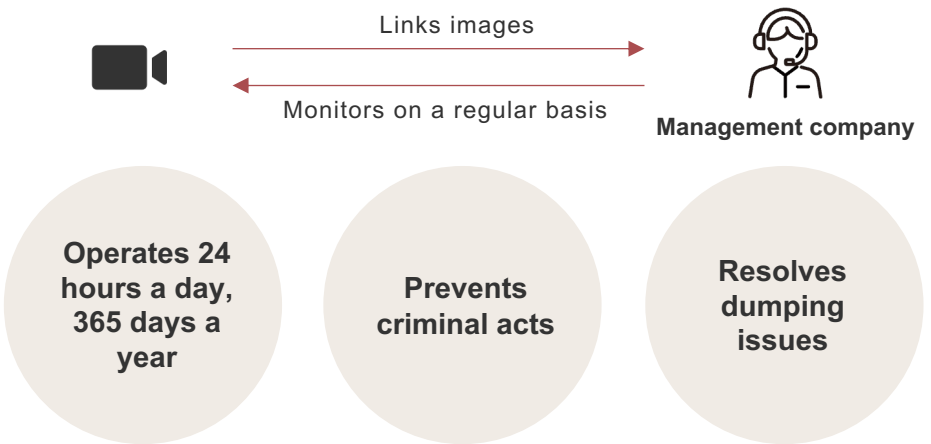 Links images
Monitors on a regular basis
Management company
Operates 24
hours a day,
365 days a
year
Prevents
criminal acts
Resolves
dumping
issues